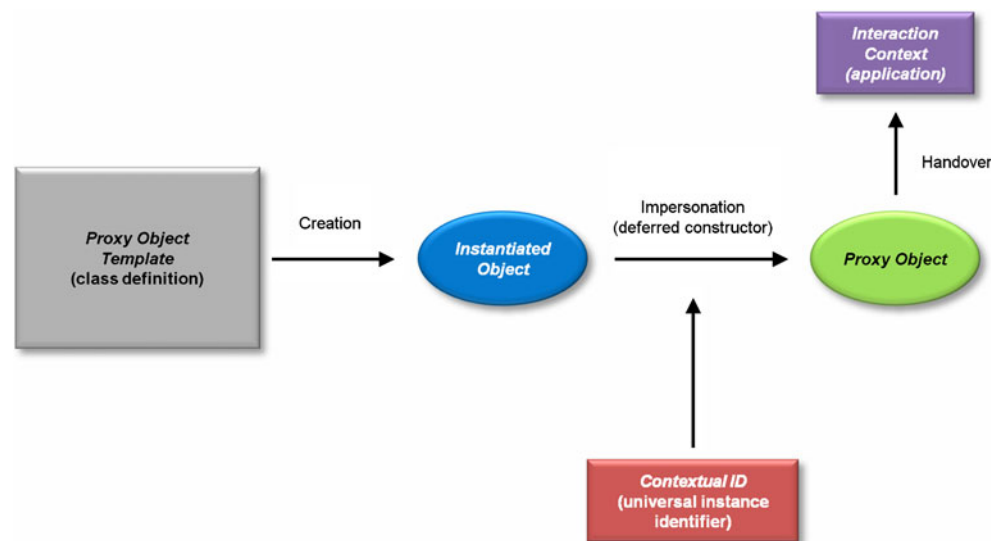 Interaction
Context
(application)
Handover
Proxy Object
Template
(class definition)
Creation
Instantiated
Object
Impersonation
(deferred constructor)
Proxy Object
Contextual ID
(universal instance
identifier)